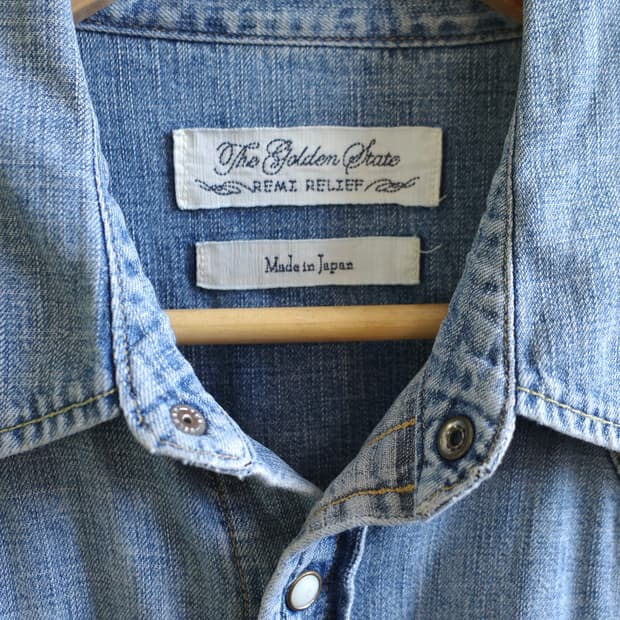 The Golden State
REMI RELIEF
Made in Japan